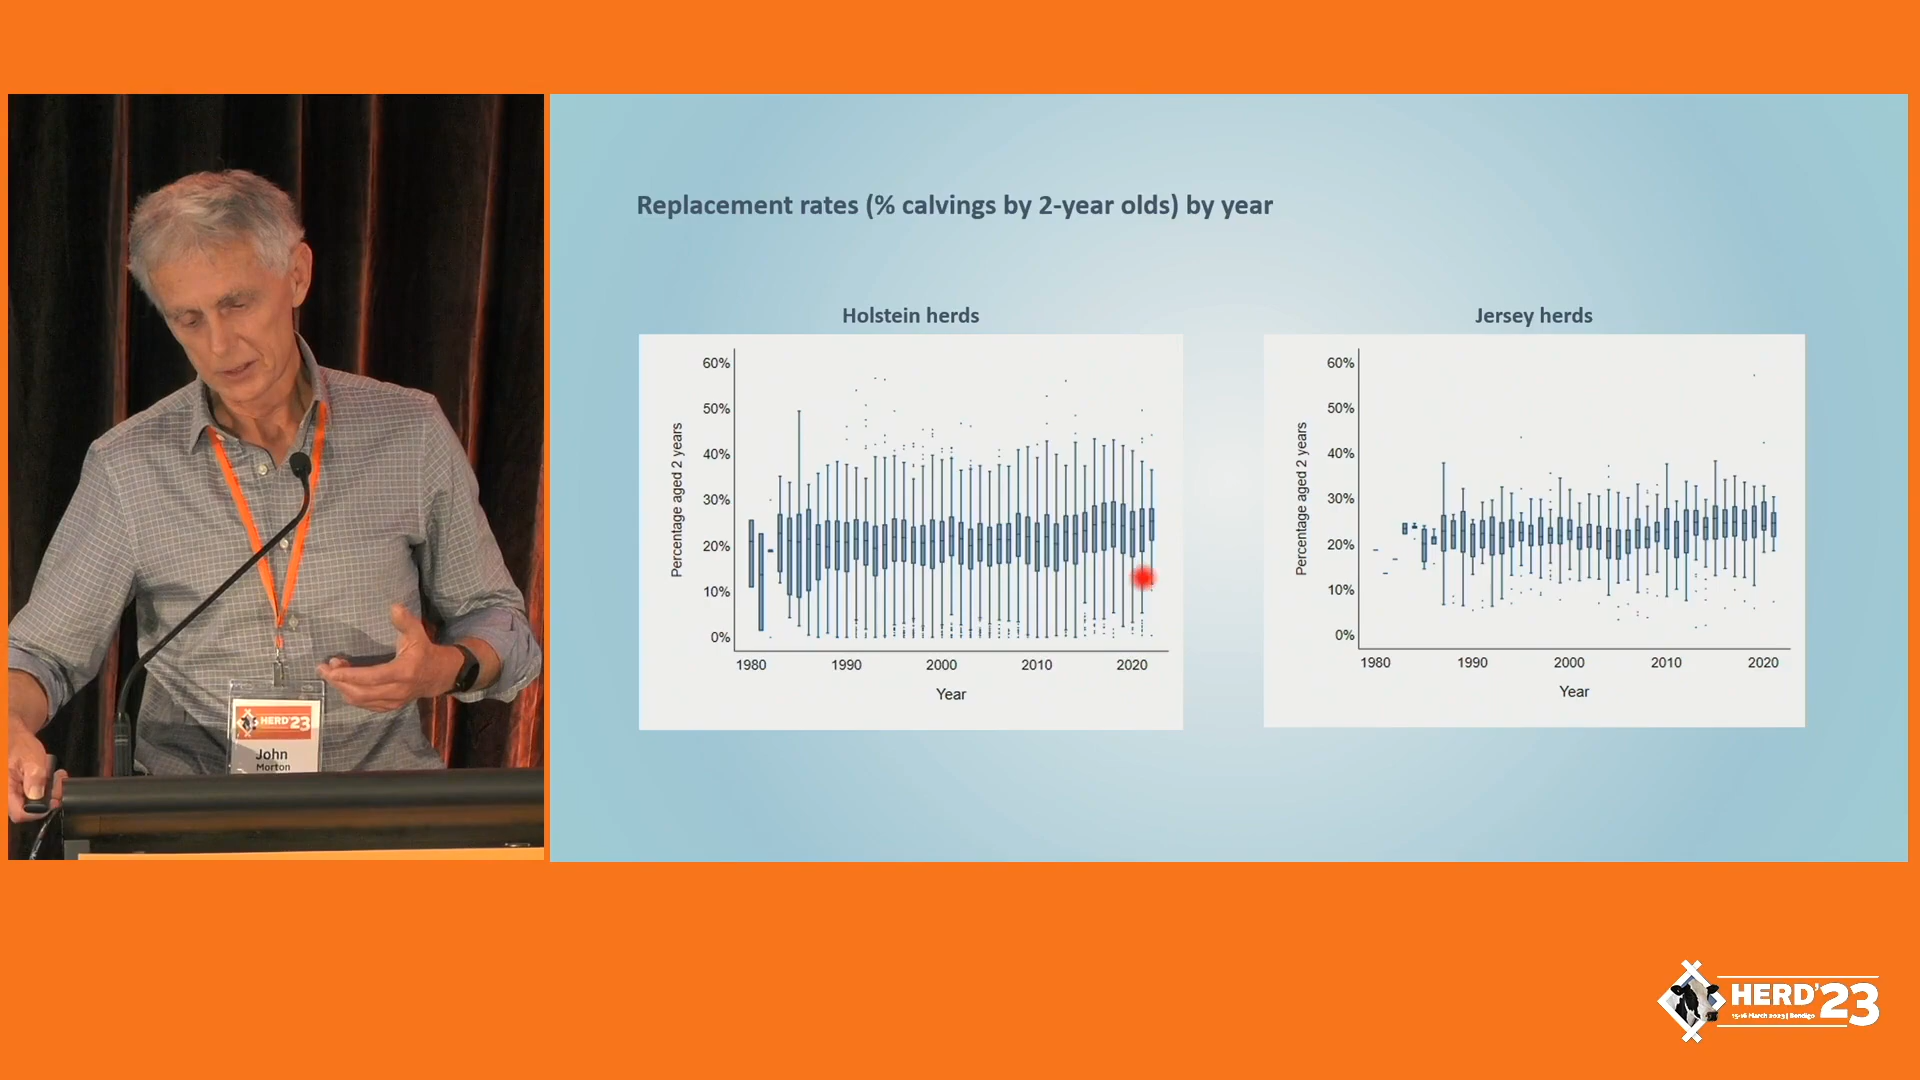 Replacement rates (% calvings by 2-year olds) by year
Holstein herds
60%
50%
40%
30%
20%
10%
0%
Percentage aged 2 years
1980 1990 2000 2010 2020
Year
Jersey herds
60%
50%
40%
30%
20%
10%
0%
Percentage aged 2 years
1980 1990 2000 2010 2020
Year
HERD'23
John
Morton
HERD'23
15-16 March 2023 | Bendigo